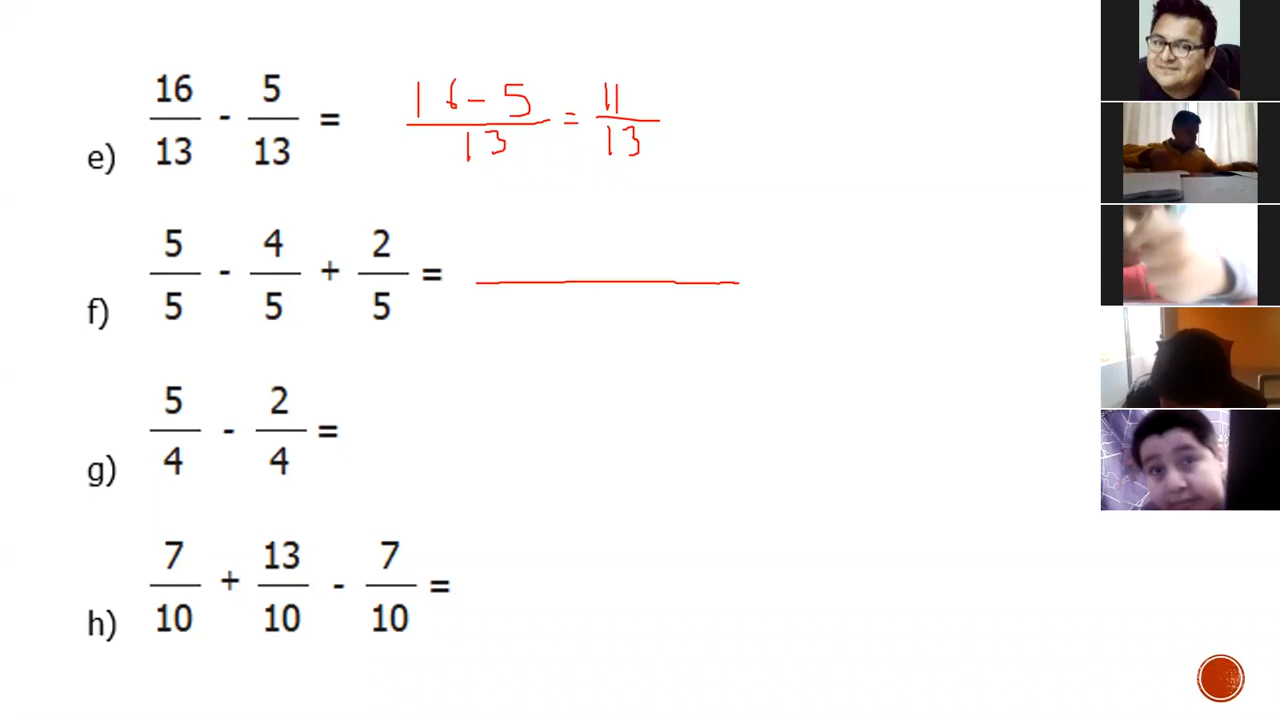 e) 16/13 - 5/13 = 16-5/13 = 11/13
f) 5/5 - 4/5 + 2/5 =
g) 5/4 - 2/4 =
h) 7/10 + 13/10 - 7/10 =